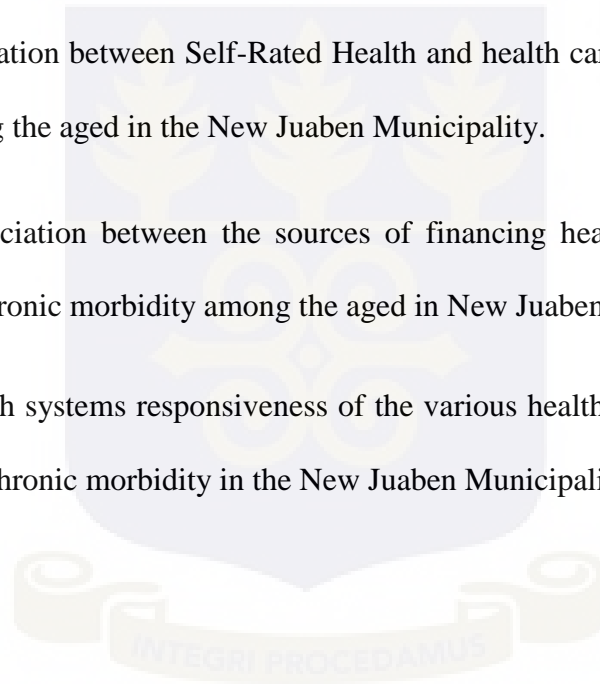 ation between Self-Rated Health and health car
g the aged in the New Juaben Municipality.
ciation between the sources of financing hea
ronic morbidity among the aged in New Juaben
h systems responsiveness of the various health
hronic morbidity in the New Juaben Municipali
INTEGRI PROCEDAMUS